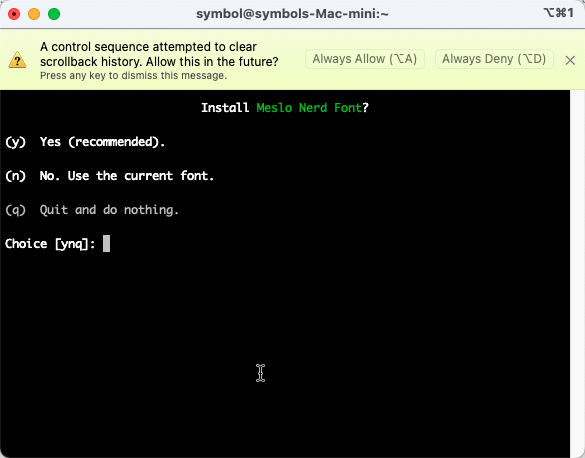 symbol@symbols-Mac-mini:~
⌥⌘1
A control sequence attempted to clear
scrollback history. Allow this in the future?
Press any key to dismiss this message.
Always Allow (⌥A)
Always Deny (⌥D)
Install Meslo Nerd Font?
(y) Yes (recommended).
(n) No. Use the current font.
(q) Quit and do nothing.
Choice [ynq]: